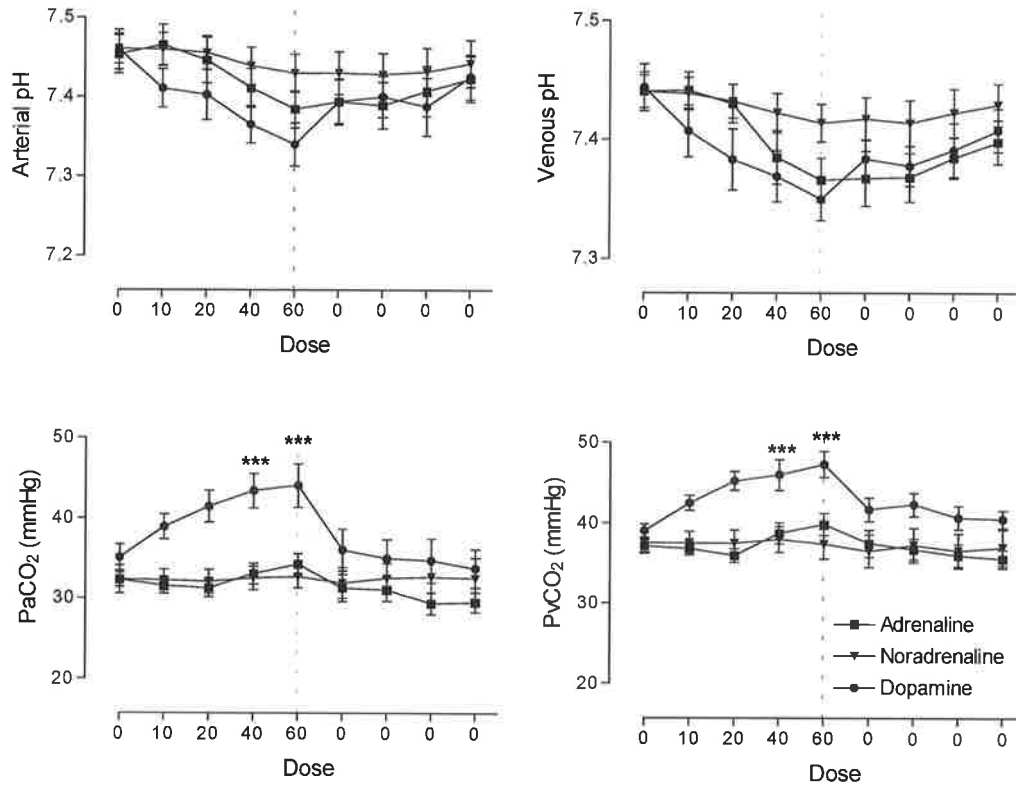 7.5
7.4
7.3
7.2
Arterial pH
0 10 20 40 60 0 0 0 0
Dose
7.5
7.4
7.3
Venous pH
0 10 20 40 60 0 0 0 0
Dose
50
40
30
20
PaCO2 (mmHg)
*** ***
0 10 20 40 60 0 0 0 0
Dose
50
40
30
20
PvCO2 (mmHg)
*** ***
Adrenaline
Noradrenaline
Dopamine
0 10 20 40 60 0 0 0 0
Dose